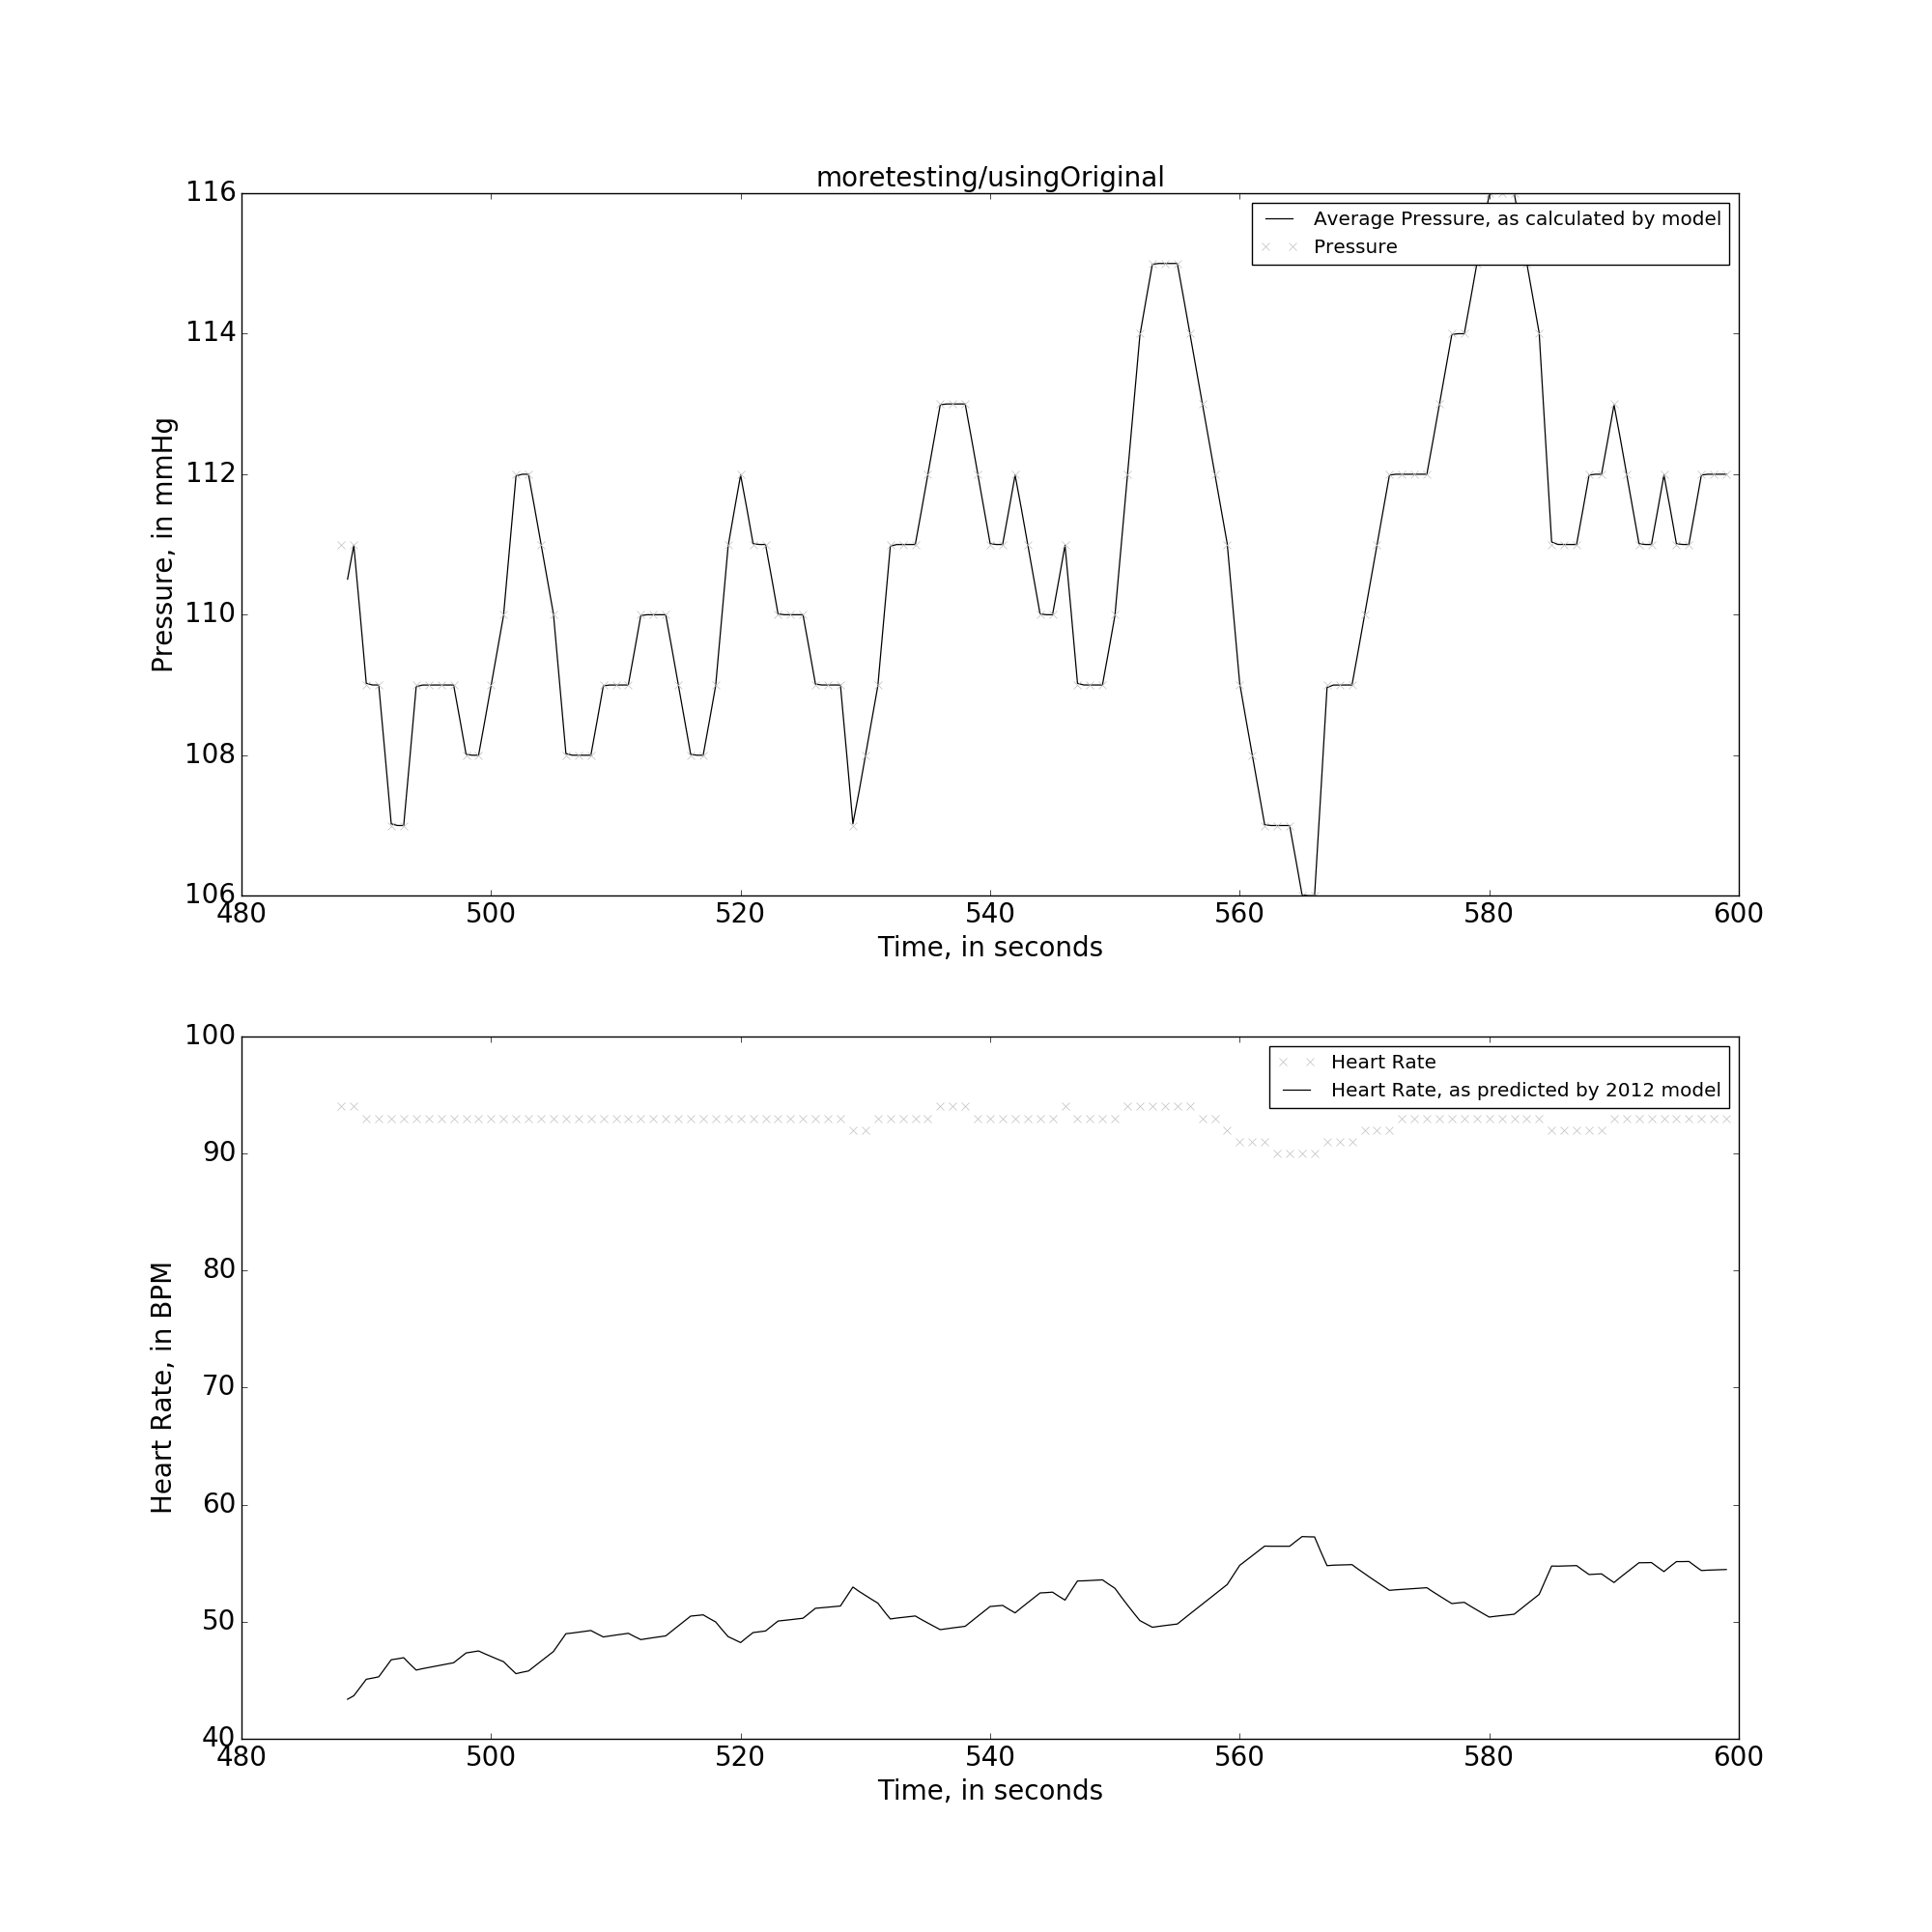 moretesting/usingOriginal
116
114
112
110
108
106
Pressure, in mmHg
Average Pressure, as calculated by model
Pressure
480 500 520 540 560 580 600
Time, in seconds
100
90
80
70
60
50
40
Heart Rate, in BPM
Heart Rate
Heart Rate, as predicted by 2012 model
480 500 520 540 560 580 600
Time, in seconds